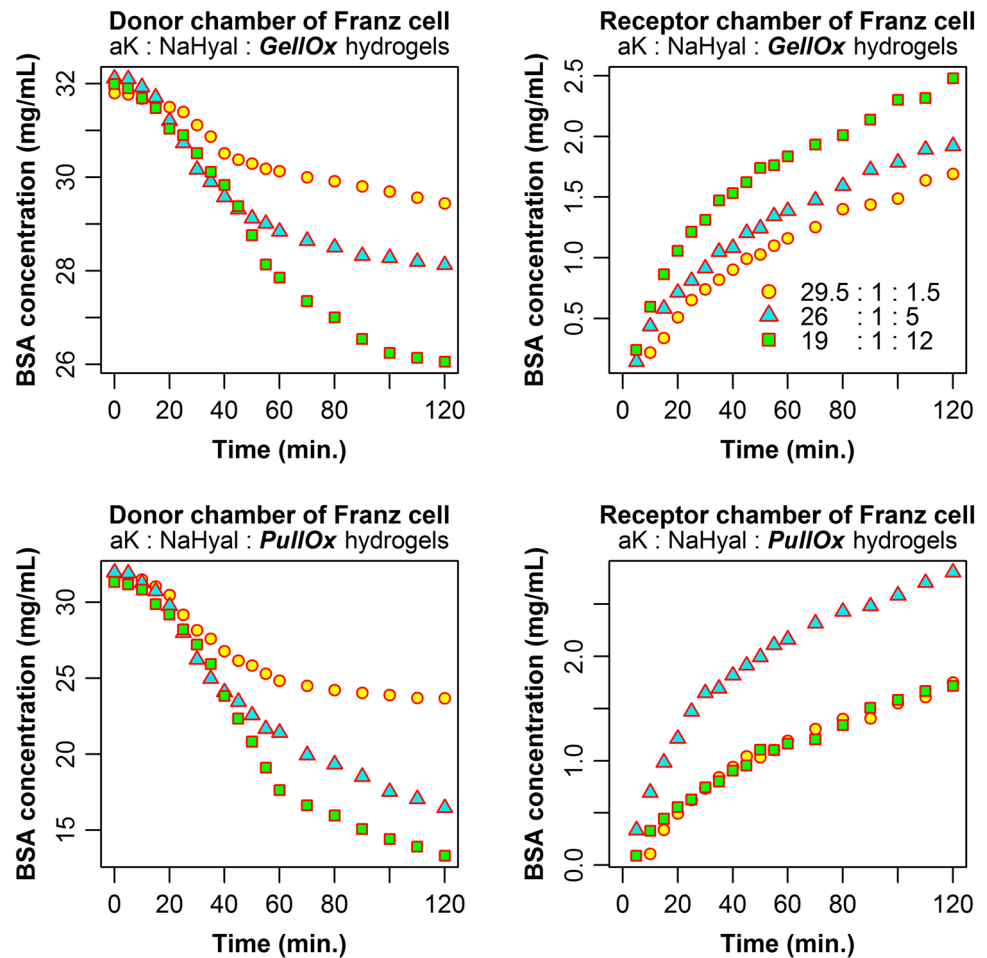 Donor chamber of Franz cell
aK : NaHyal : GellOx hydrogels
BSA concentration (mg/mL)
32
30
28
26
0 20 40 60 80 120
Time (min.)
Receptor chamber of Franz cell
aK : NaHyal : GellOx hydrogels
BSA concentration (mg/mL)
2.5
2.0
1.5
1.0
0.5
29.5 : 1 : 1.5
26 : 1 : 5
19 : 1 : 12
0 20 40 60 80 120
Time (min.)
Donor chamber of Franz cell
aK : NaHyal : PullOx hydrogels
BSA concentration (mg/mL)
30
25
20
15
0 20 40 60 80 120
Time (min.)
Receptor chamber of Franz cell
aK : NaHyal : PullOx hydrogels
BSA concentration (mg/mL)
2.0
1.0
0.0
0 20 40 60 80 120
Time (min.)